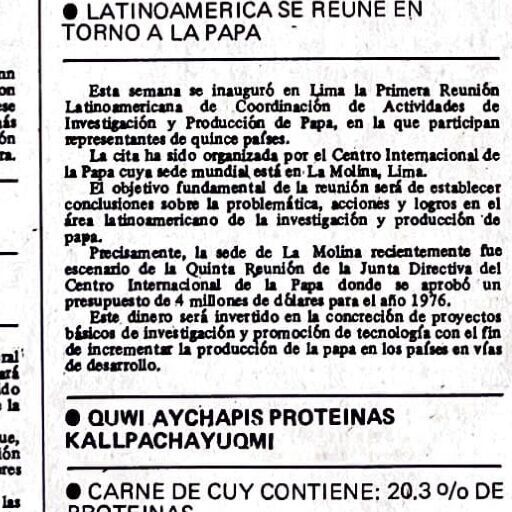 ● LATINOAMERICA SE REUNE EN
TORNO A LA PAPA
Esta semana se inauguró en Lima la Primera Reunión
Latinoamericana de Coordinación de Actividades de
Investigación y Producción de Papa, en la que participan
representantes de quince países.
La cita ha sido organizada por el Centro Internacional de
la Papa cuya sede mundial está en La Molina, Lima.
El objetivo fundamental de la reunión será de establecer
conclusiones sobre la problemática, acciones y logros en el
área latinoamericano de la investigación y producción de
papa.
Precisamente, la sede de La Molina recientemente fue
escenario de la Quinta Reunión de la Junta Directiva del
Centro Internacional de la Papa donde se aprobó un
presupuesto de 4 millones de dólares para el año 1976.
Este dinero será invertido en la concreción de proyectos
básicos de investigación y promoción de tecnología con el fin
de incrementar la producción de la papa en los países en vías
de desarrollo.
● QUWI AYCHAPIS PROTEINAS
KALLPACHAYUQMI
● CARNE DE CUY CONTIENE: 20.3 o/o DE
PROTEINAS